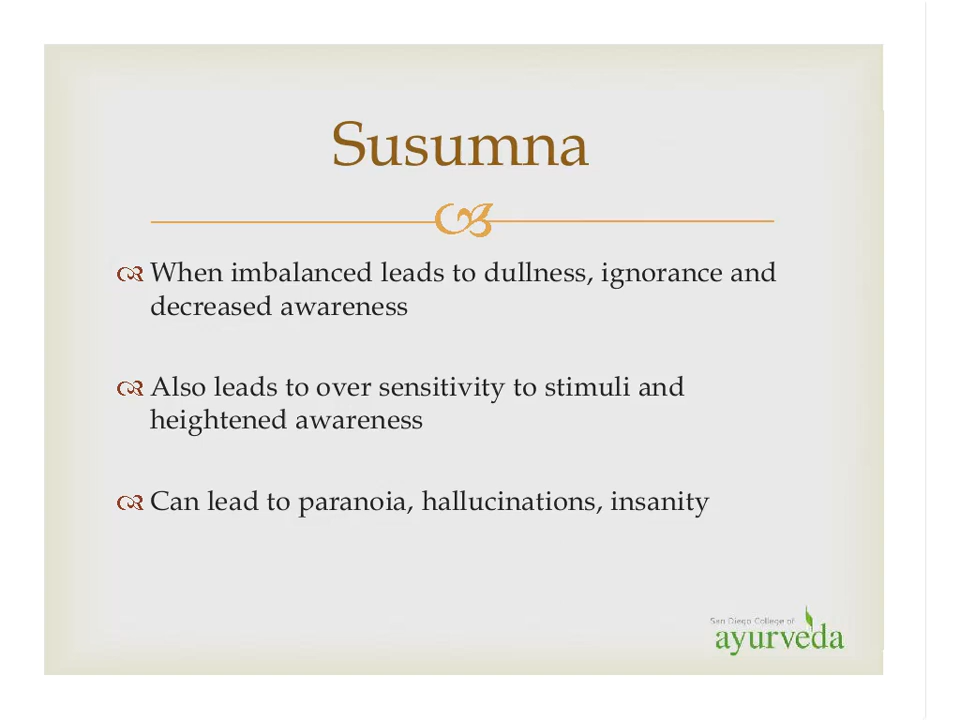 Susumna
When imbalanced leads to dullness, ignorance and
decreased awareness
Also leads to over sensitivity to stimuli and
heightened awareness
Can lead to paranoia, hallucinations, insanity
San Diego College of
ayurveda